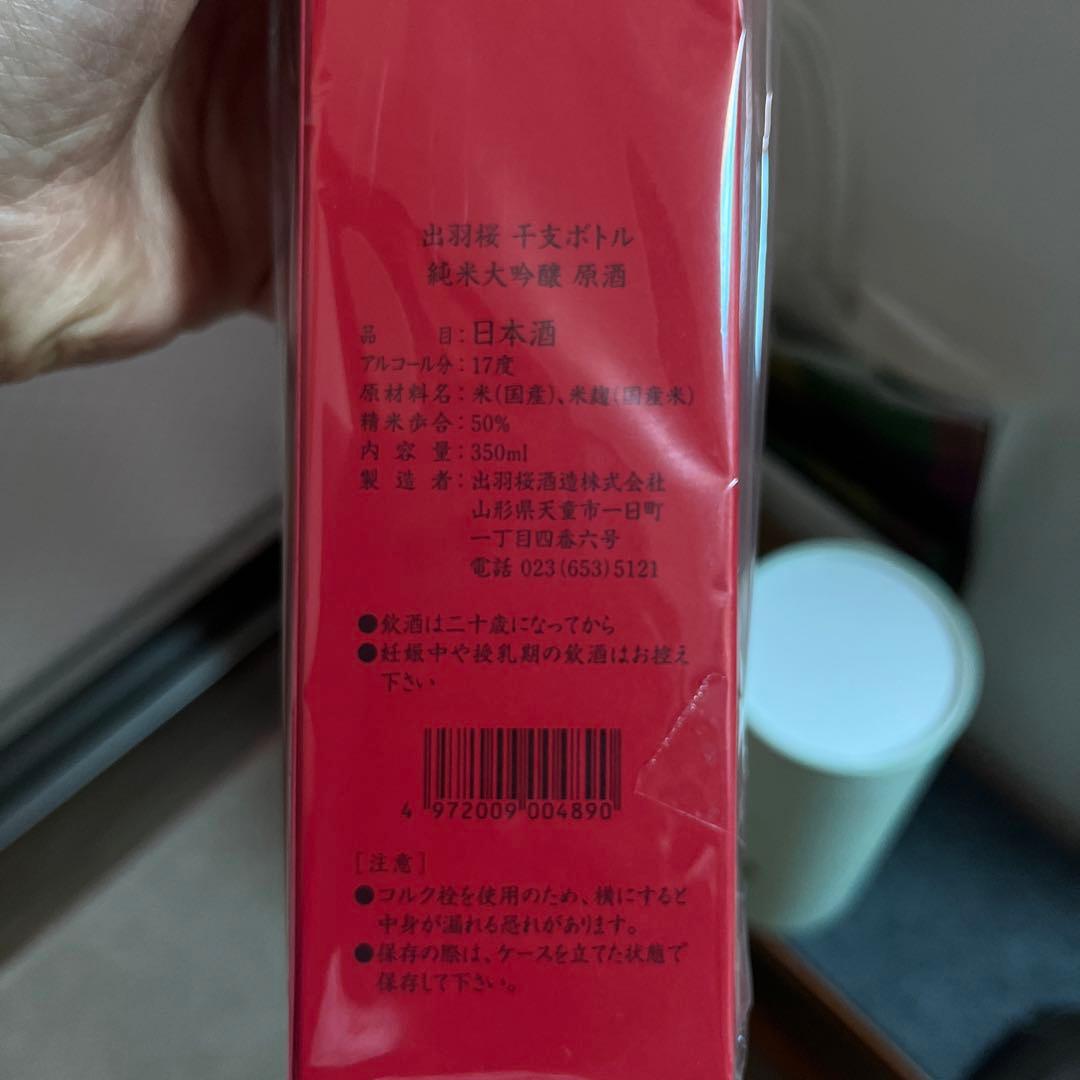 出羽桜 干支ボトル
純米大吟醸 原酒
品目：日本酒
アルコール分：17度
原材料名：米(国産)、米麹(国産米)
精米歩合：50%
内容量：350ml
製造者：出羽桜酒造株式会社
山形県天童市一日町
一丁目四番六号
電話 023(653)5121
●飲酒は二十歳になってから
●妊娠中や授乳期の飲酒はお控え
下さい
4 972009 004890
［注意］
●コルク栓を使用のため、横にすると
中身が漏れる恐れがあります。
●保存の際は、ケースを立てた状態で
保存して下さい。